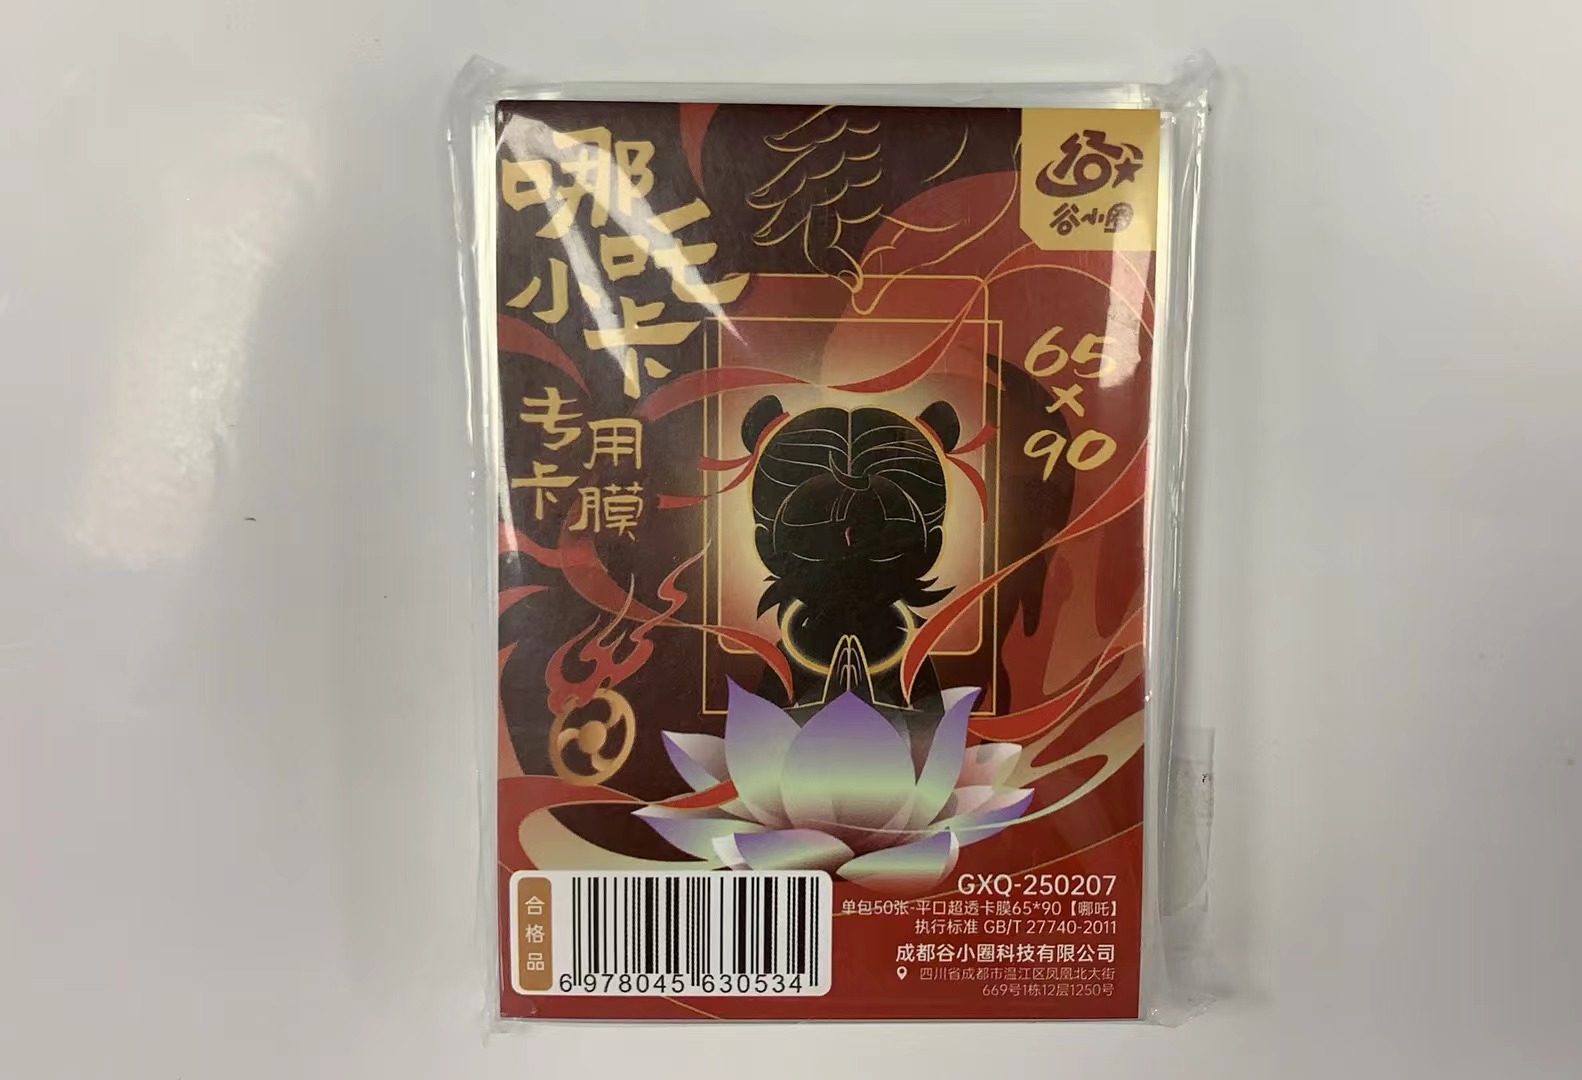 哪吒
小卡
专用
卡膜
谷小圈
65
×
90
合格品
6 978045 630534
GXQ-250207
单包50张-平口超透卡膜65*90【哪吒】
执行标准 GB/T 27740-2011
成都谷小圈科技有限公司
四川省成都市温江区凤凰北大街
669号1栋12层1250号